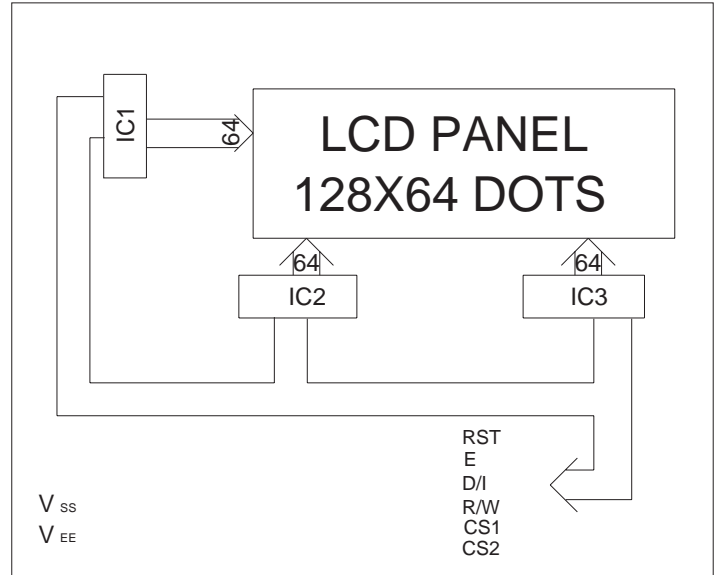 IC1
64
LCD PANEL
128X64 DOTS
64
64
IC2
IC3
RST
E
D/I
R/W
CS1
CS2
V SS
V EE